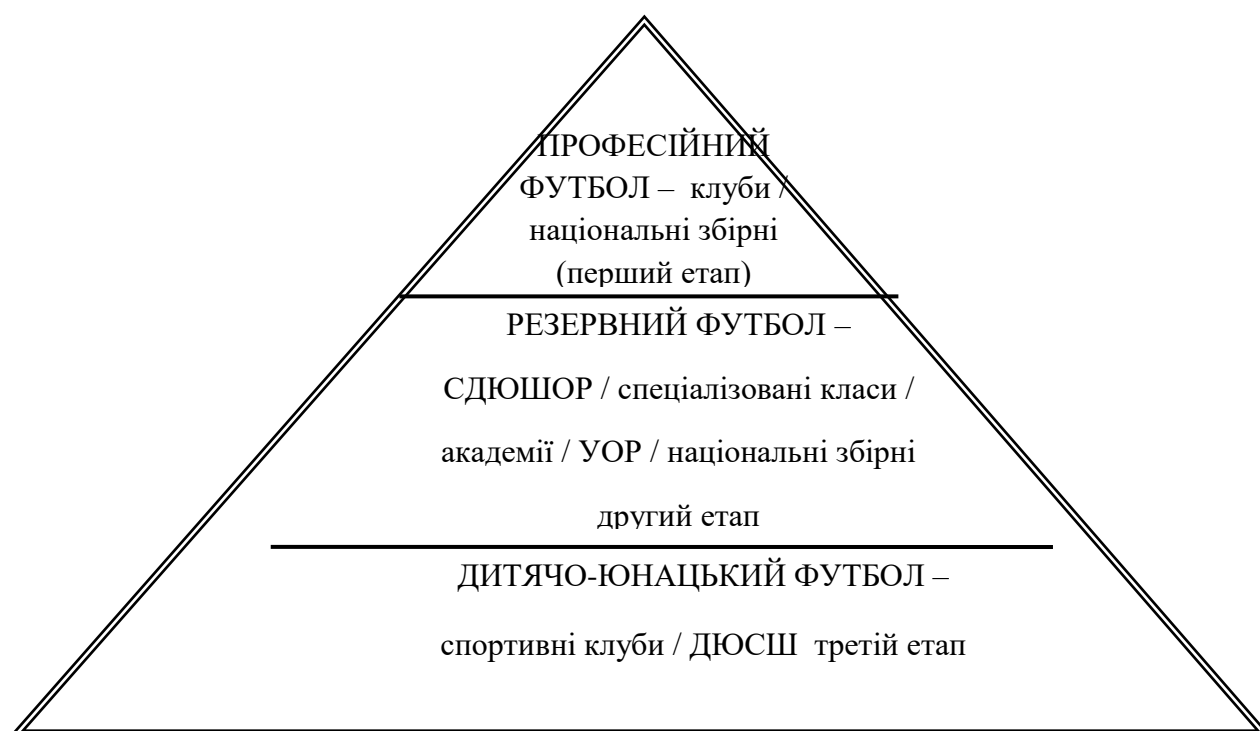 ПРОФЕСІЙНИЙ
ФУТБОЛ – клуби /
національні збірні
(перший етап)
РЕЗЕРВНИЙ ФУТБОЛ –
СДЮШОР / спеціалізовані класи /
академії / УОР / національні збірні
другий етап
ДИТЯЧО-ЮНАЦЬКИЙ ФУТБОЛ –
спортивні клуби / ДЮСШ третій етап